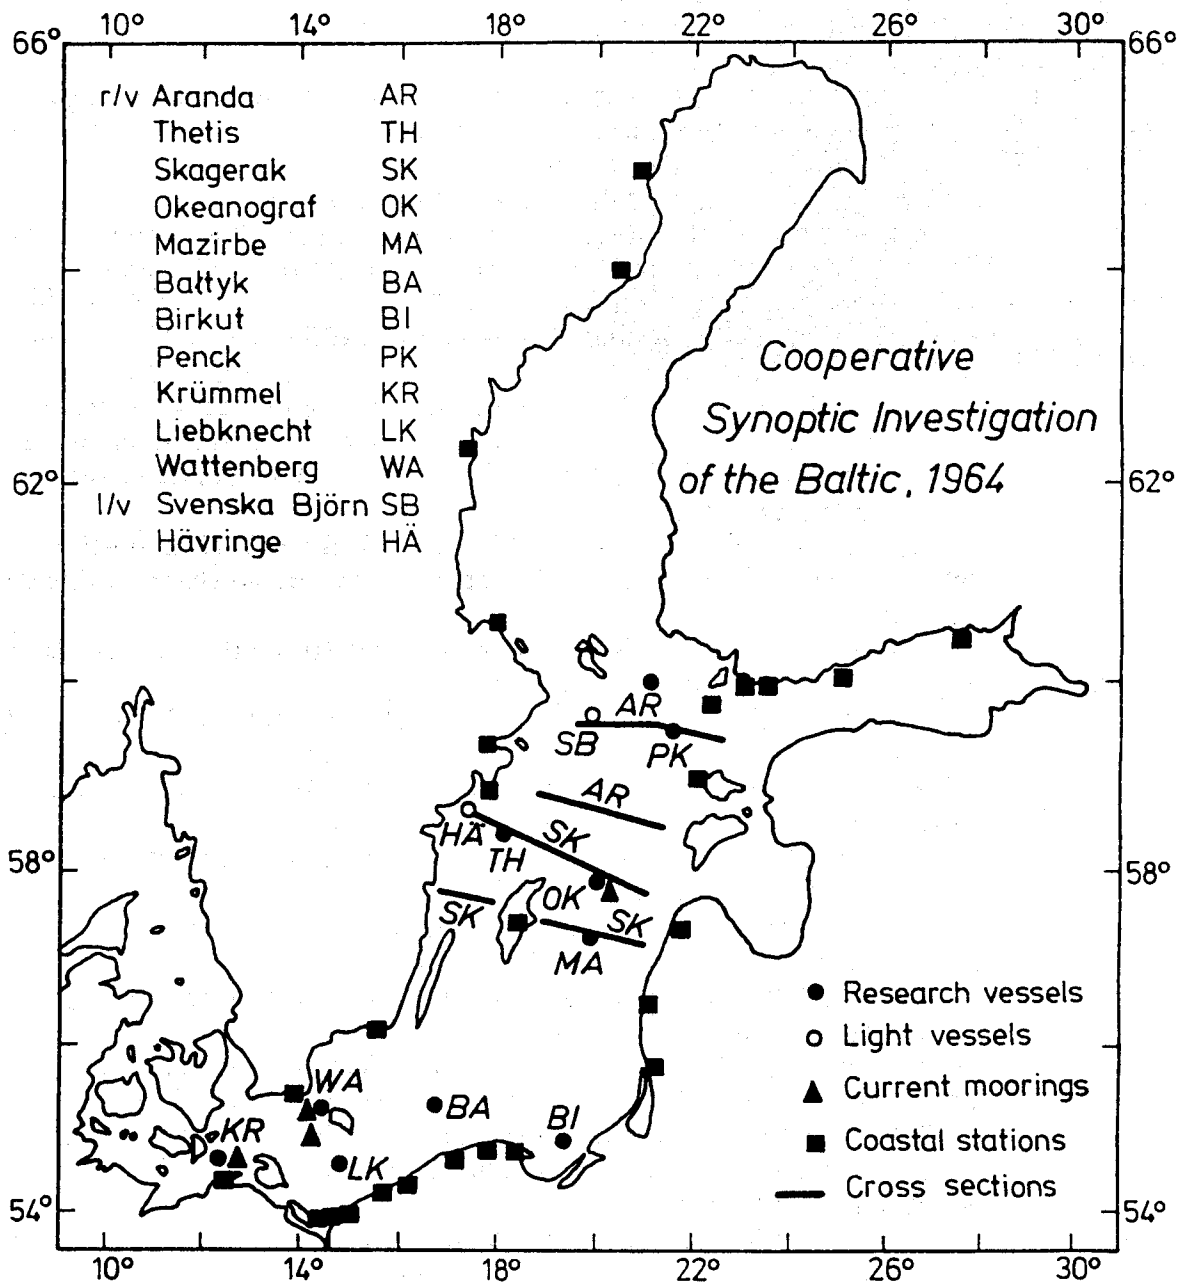 10° 14° 18° 22° 26° 30°
66° 66°
r/v Aranda AR
Thetis TH
Skagerak SK
Okeanograf OK
Mazirbe MA
Bałtyk BA
Birkut BI
Penck PK
Krümmel KR
Liebknecht LK
Wattenberg WA
l/v Svenska Björn SB
Hävringe HÄ
Cooperative
Synoptic Investigation
of the Baltic, 1964
62° 62°
AR
SB
PK
AR
HÄ
SK
TH
58° 58°
OK
SK
SK
MA
WA
BA
BI
KR
LK
Research vessels
Light vessels
Current moorings
Coastal stations
Cross sections
54° 54°
10° 14° 18° 22° 26° 30°